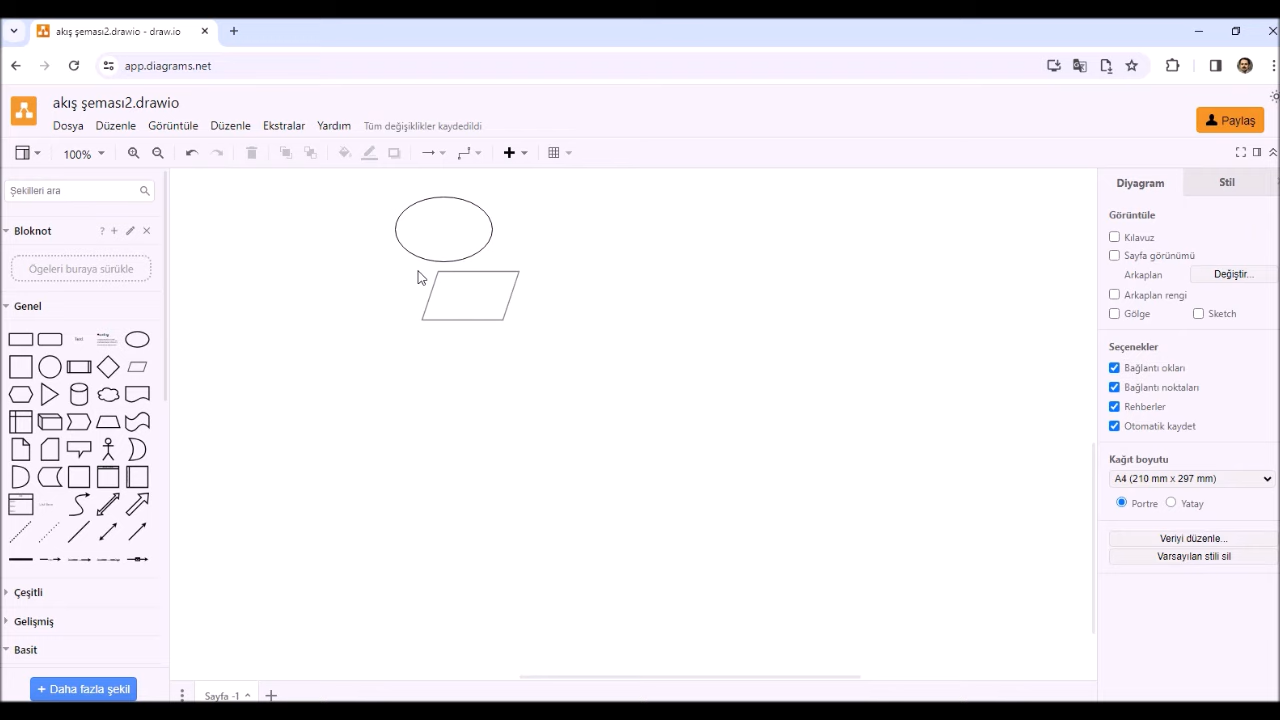 akış şeması2.drawio - draw.io
app.diagrams.net
akış şeması2.drawio
Dosya Düzenle Görüntüle Düzenle Ekstralar Yardım Tüm değişiklikler kaydedildi
Paylaş
100%
Şekilleri ara
Bloknot ?
Ögeleri buraya sürükle
Genel
Text
Heading
Çeşitli
Gelişmiş
Basit
+ Daha fazla şekil
Sayfa -1
Diyagram Stil
Görüntüle
Kılavuz
Sayfa görünümü
Arkaplan Değiştir...
Arkaplan rengi
Gölge Sketch
Seçenekler
Bağlantı okları
Bağlantı noktaları
Rehberler
Otomatik kaydet
Kağıt boyutu
A4 (210 mm x 297 mm)
Portre Yatay
Veriyi düzenle...
Varsayılan stili sil